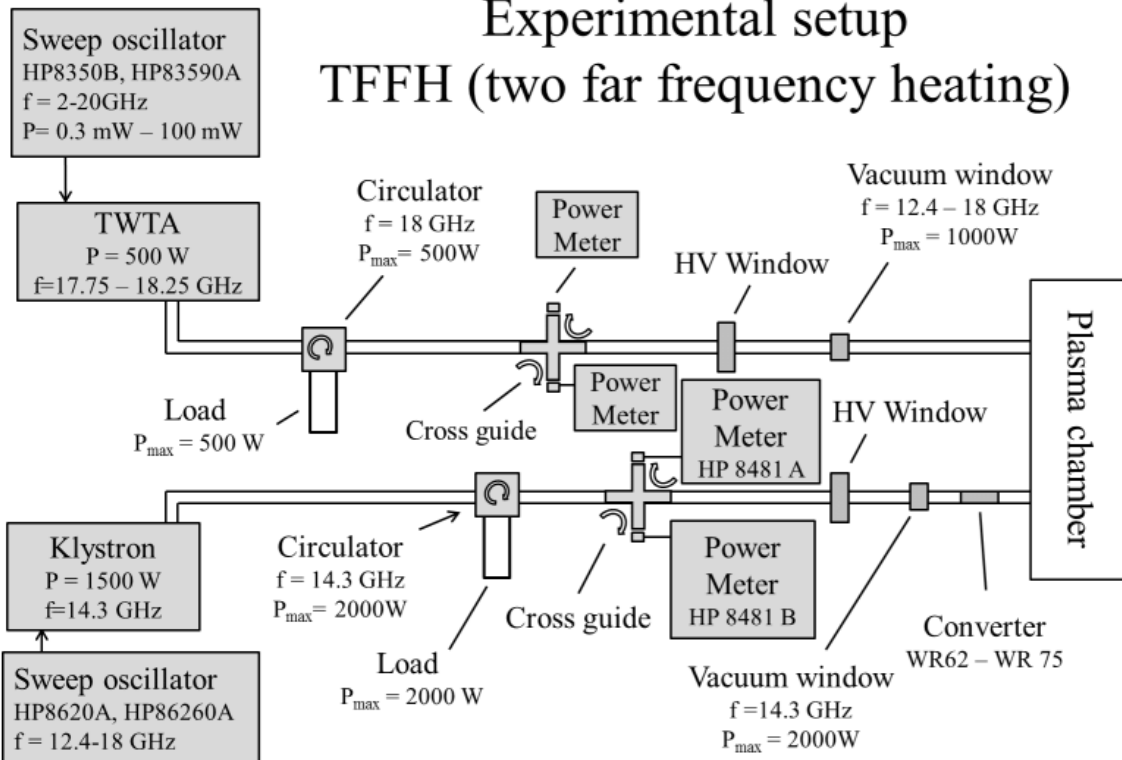 Experimental setup
TFFH (two far frequency heating)
Sweep oscillator
HP8350B, HP83590A
f = 2-20GHz
P= 0.3 mW – 100 mW
TWTA
P = 500 W
f=17.75 – 18.25 GHz
Circulator
f = 18 GHz
Pmax= 500W
Power
Meter
Vacuum window
f = 12.4 – 18 GHz
Pmax = 1000W
HV Window
Load
Pmax = 500 W
Cross guide
Power
Meter
Power
Meter
HP 8481 A
HV Window
Plasma chamber
Klystron
P = 1500 W
f=14.3 GHz
Circulator
f = 14.3 GHz
Pmax= 2000W
Load
Pmax = 2000 W
Cross guide
Power
Meter
HP 8481 B
Vacuum window
f =14.3 GHz
Pmax = 2000W
Converter
WR62 – WR 75
Sweep oscillator
HP8620A, HP86260A
f = 12.4-18 GHz